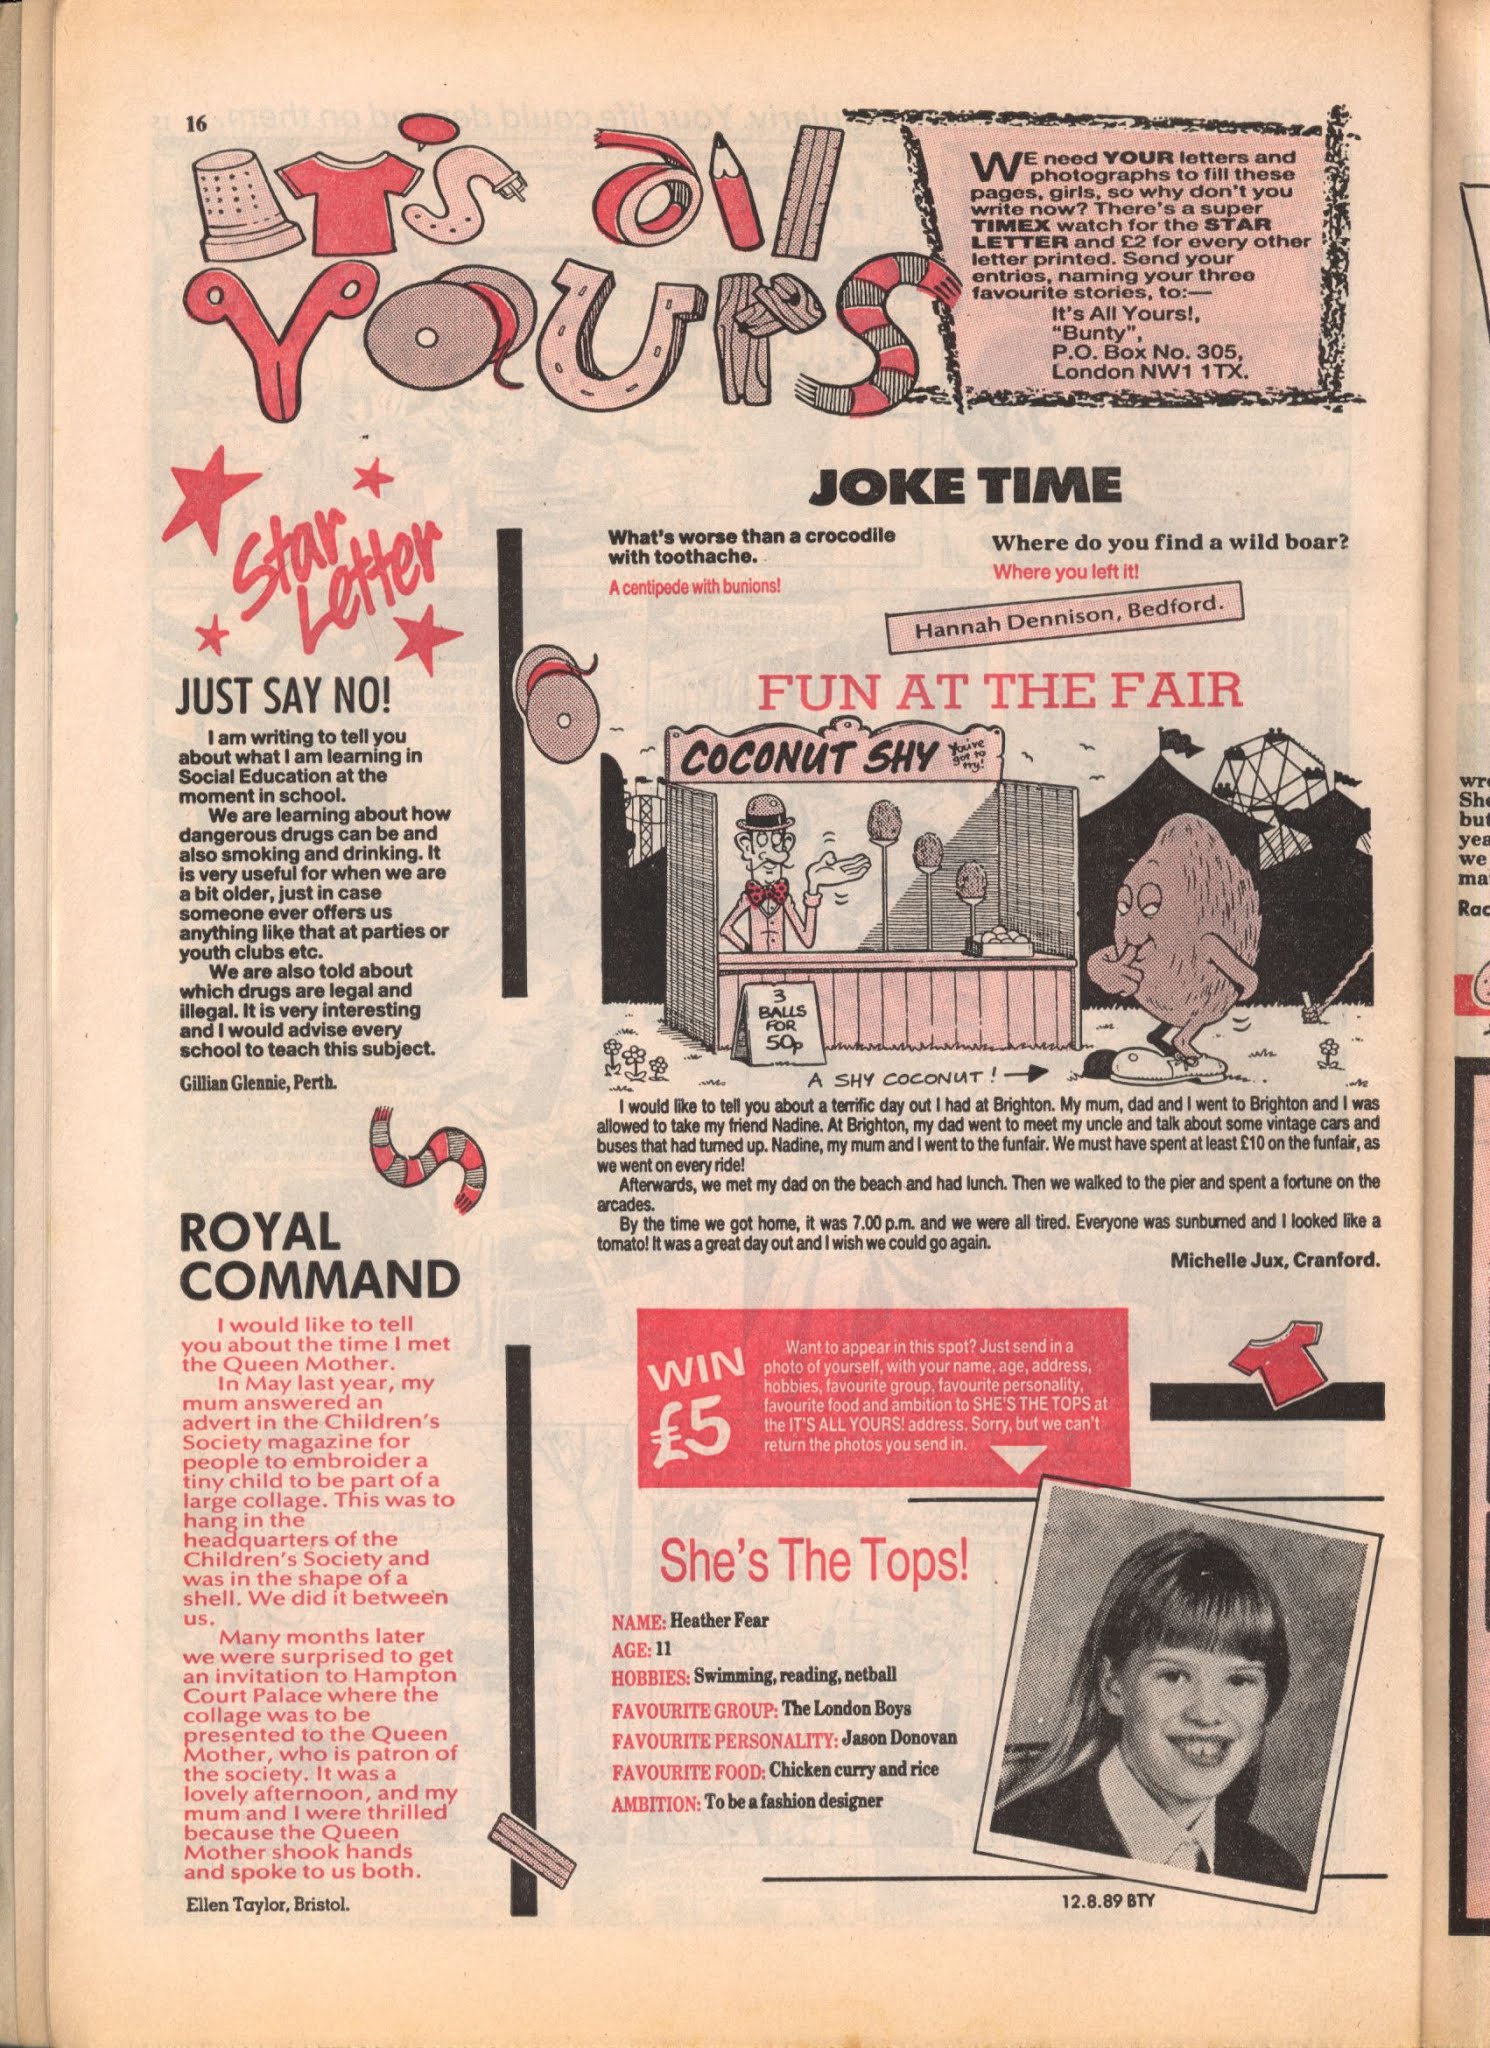 16
IT'S all
YOURS
WE need YOUR letters and
photographs to fill these
pages, girls, so why don't you
write now? There's a super
TIMEX watch for the STAR
LETTER and £2 for every other
letter printed. Send your
entries, naming your three
favourite stories, to:—
It's All Yours!,
"Bunty",
P.O. Box No. 305,
London NW1 1TX.
Star
Letter
JUST SAY NO!
I am writing to tell you
about what I am learning in
Social Education at the
moment in school.
We are learning about how
dangerous drugs can be and
also smoking and drinking. It
is very useful for when we are
a bit older, just in case
someone ever offers us
anything like that at parties or
youth clubs etc.
We are also told about
which drugs are legal and
illegal. It is very interesting
and I would advise every
school to teach this subject.
Gillian Glennie, Perth.
ROYAL
COMMAND
I would like to tell
you about the time I met
the Queen Mother.
In May last year, my
mum answered an
advert in the Children's
Society magazine for
people to embroider a
tiny child to be part of a
large collage. This was to
hang in the
headquarters of the
Children's Society and
was in the shape of a
shell. We did it between
us.
Many months later
we were surprised to get
an invitation to Hampton
Court Palace where the
collage was to be
presented to the Queen
Mother, who is patron of
the society. It was a
lovely afternoon, and my
mum and I were thrilled
because the Queen
Mother shook hands
and spoke to us both.
Ellen Taylor, Bristol.
JOKE TIME
What's worse than a crocodile
with toothache.
A centipede with bunions!
Where do you find a wild boar?
Where you left it!
Hannah Dennison, Bedford.
FUN AT THE FAIR
COCONUT SHY
You've
got to
try!
3
BALLS
FOR
50p
A SHY COCONUT!
I would like to tell you about a terrific day out I had at Brighton. My mum, dad and I went to Brighton and I was
allowed to take my friend Nadine. At Brighton, my dad went to meet my uncle and talk about some vintage cars and
buses that had turned up. Nadine, my mum and I went to the funfair. We must have spent at least £10 on the funfair, as
we went on every ride!
Afterwards, we met my dad on the beach and had lunch. Then we walked to the pier and spent a fortune on the
arcades.
By the time we got home, it was 7.00 p.m. and we were all tired. Everyone was sunburned and I looked like a
tomato! It was a great day out and I wish we could go again.
Michelle Jux, Cranford.
WIN
£5
Want to appear in this spot? Just send in a
photo of yourself, with your name, age, address,
hobbies, favourite group, favourite personality,
favourite food and ambition to SHE'S THE TOPS at
the IT'S ALL YOURS! address. Sorry, but we can't
return the photos you send in.
She's The Tops!
NAME: Heather Fear
AGE: 11
HOBBIES: Swimming, reading, netball
FAVOURITE GROUP: The London Boys
FAVOURITE PERSONALITY: Jason Donovan
FAVOURITE FOOD: Chicken curry and rice
AMBITION: To be a fashion designer
12.8.89 BTY